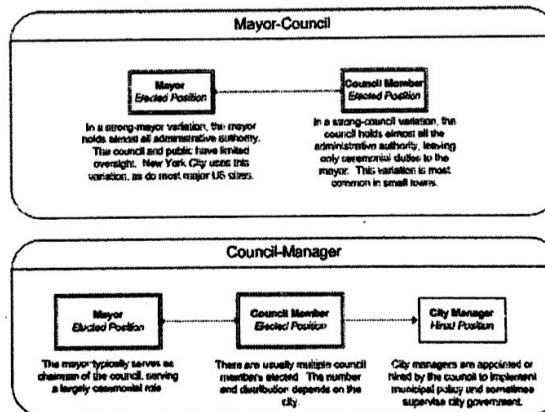 Mayor-Council
Mayor
Elected Position
Council Member
Elected Position
In a strong-mayor variation, the mayor
holds almost all administrative authority.
The council and public have limited
oversight. New York City uses this
variation, as do most major US sizes.
In a strong-council variation, the
council holds almost all the
administrative authority, leaving
only ceremonial duties to the
mayor. This variation is most
common in small towns.
Council-Manager
Mayor
Elected Position
Council Member
Elected Position
City Manager
Hired Position
The mayor typically serves as
chairman of the council, serving
a largely ceremonial role
There are usually multiple council
members elected. The number
and distribution depends on the
city.
City managers are appointed or
hired by the council to implement
municipal policy and sometimes
supervise city government.